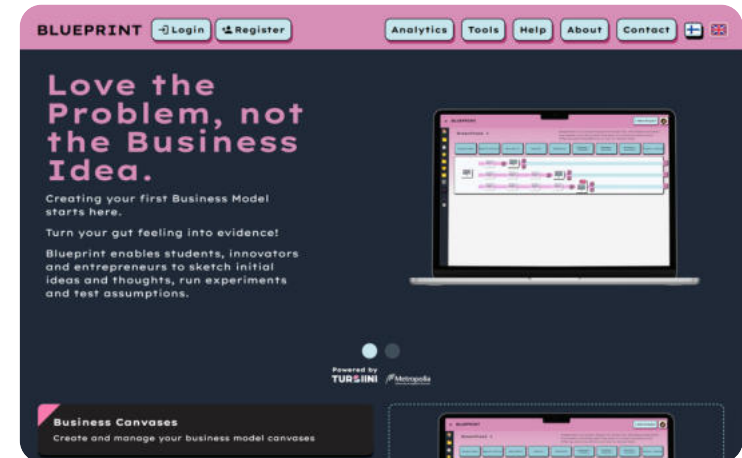 BLUEPRINT
Login
Register
Analytics
Tools
Help
About
Contact
Love the
Problem, not
the Business
Idea.
Creating your first Business Model
starts here.
Turn your gut feeling into evidence!
Blueprint enables students, innovators
and entrepreneurs to sketch initial
ideas and thoughts, run experiments
and test assumptions.
BLUEPRINT
Powered by
TURSIINI
Metropolia
Business Canvases
Create and manage your business model canvases
BLUEPRINT